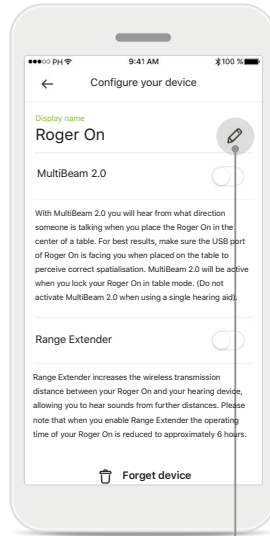 ●●●○○ PH 9:41 AM 100 %
Configure your device
Display name
Roger On
MultiBeam 2.0
With MultiBeam 2.0 you will hear from what direction
someone is talking when you place the Roger On in the
center of a table. For best results, make sure the USB port
of Roger On is facing you when placed on the table to
perceive correct spatialisation. MultiBeam 2.0 will be active
when you lock your Roger On in table mode. (Do not
activate MultiBeam 2.0 when using a single hearing aid).
Range Extender
Range Extender increases the wireless transmission
distance between your Roger On and your hearing device,
allowing you to hear sounds from further distances. Please
note that when you enable Range Extender the operating
time of your Roger On is reduced to approximately 6 hours.
Forget device